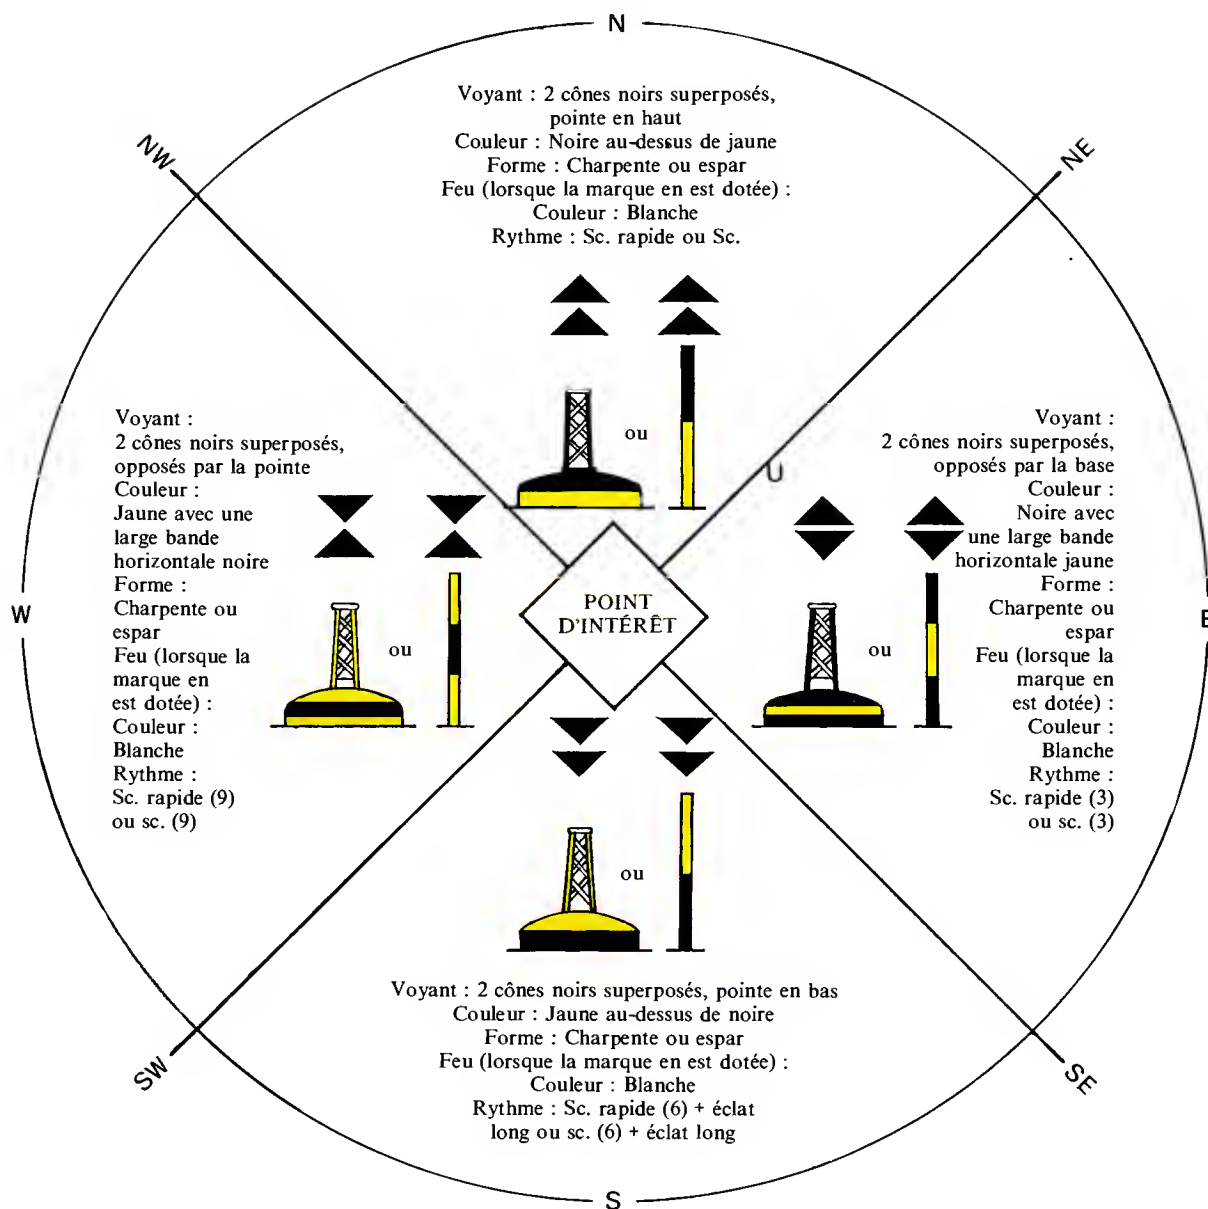 N
NW
NE
Voyant : 2 cônes noirs superposés,
pointe en haut
Couleur : Noire au-dessus de jaune
Forme : Charpente ou espar
Feu (lorsque la marque en est dotée) :
Couleur : Blanche
Rythme : Sc. rapide ou Sc.
ou
U
W
Voyant :
2 cônes noirs superposés,
opposés par la pointe
Couleur :
Jaune avec une
large bande
horizontale noire
Forme :
Charpente ou
espar
Feu (lorsque la
marque en
est dotée) :
Couleur :
Blanche
Rythme :
Sc. rapide (9)
ou sc. (9)
ou
POINT
D'INTÉRÊT
Voyant :
2 cônes noirs superposés,
opposés par la base
Couleur :
Noire avec
une large bande
horizontale jaune
Forme :
Charpente ou
espar
Feu (lorsque la
marque en
est dotée) :
Couleur :
Blanche
Rythme :
Sc. rapide (3)
ou sc. (3)
ou
E
ou
Voyant : 2 cônes noirs superposés, pointe en bas
Couleur : Jaune au-dessus de noire
Forme : Charpente ou espar
Feu (lorsque la marque en est dotée) :
Couleur : Blanche
Rythme : Sc. rapide (6) + éclat
long ou sc. (6) + éclat long
SW
SE
S